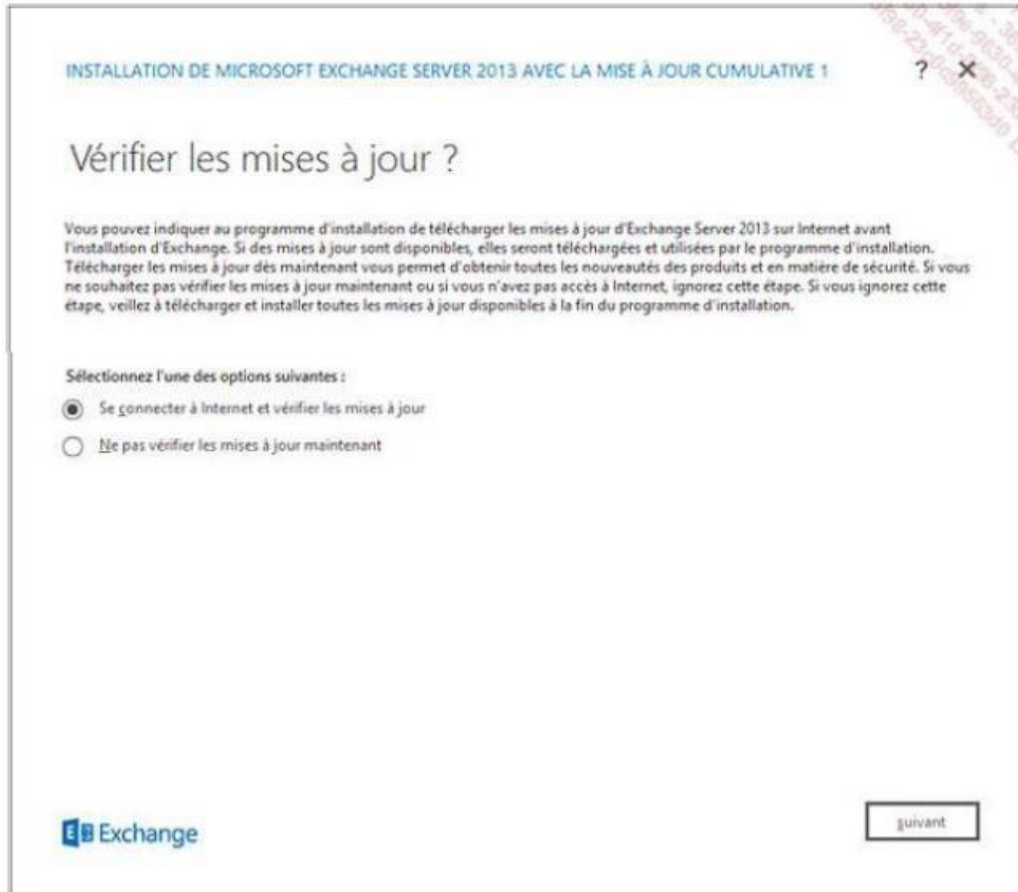 INSTALLATION DE MICROSOFT EXCHANGE SERVER 2013 AVEC LA MISE À JOUR CUMULATIVE 1 ? ✕
Vérifier les mises à jour ?
Vous pouvez indiquer au programme d'installation de télécharger les mises à jour d'Exchange Server 2013 sur Internet avant
l'installation d'Exchange. Si des mises à jour sont disponibles, elles seront téléchargées et utilisées par le programme d'installation.
Télécharger les mises à jour dès maintenant vous permet d'obtenir toutes les nouveautés des produits et en matière de sécurité. Si vous
ne souhaitez pas vérifier les mises à jour maintenant ou si vous n'avez pas accès à Internet, ignorez cette étape. Si vous ignorez cette
étape, veillez à télécharger et installer toutes les mises à jour disponibles à la fin du programme d'installation.
Sélectionnez l'une des options suivantes :
Se connecter à Internet et vérifier les mises à jour
Ne pas vérifier les mises à jour maintenant
Exchange
suivant